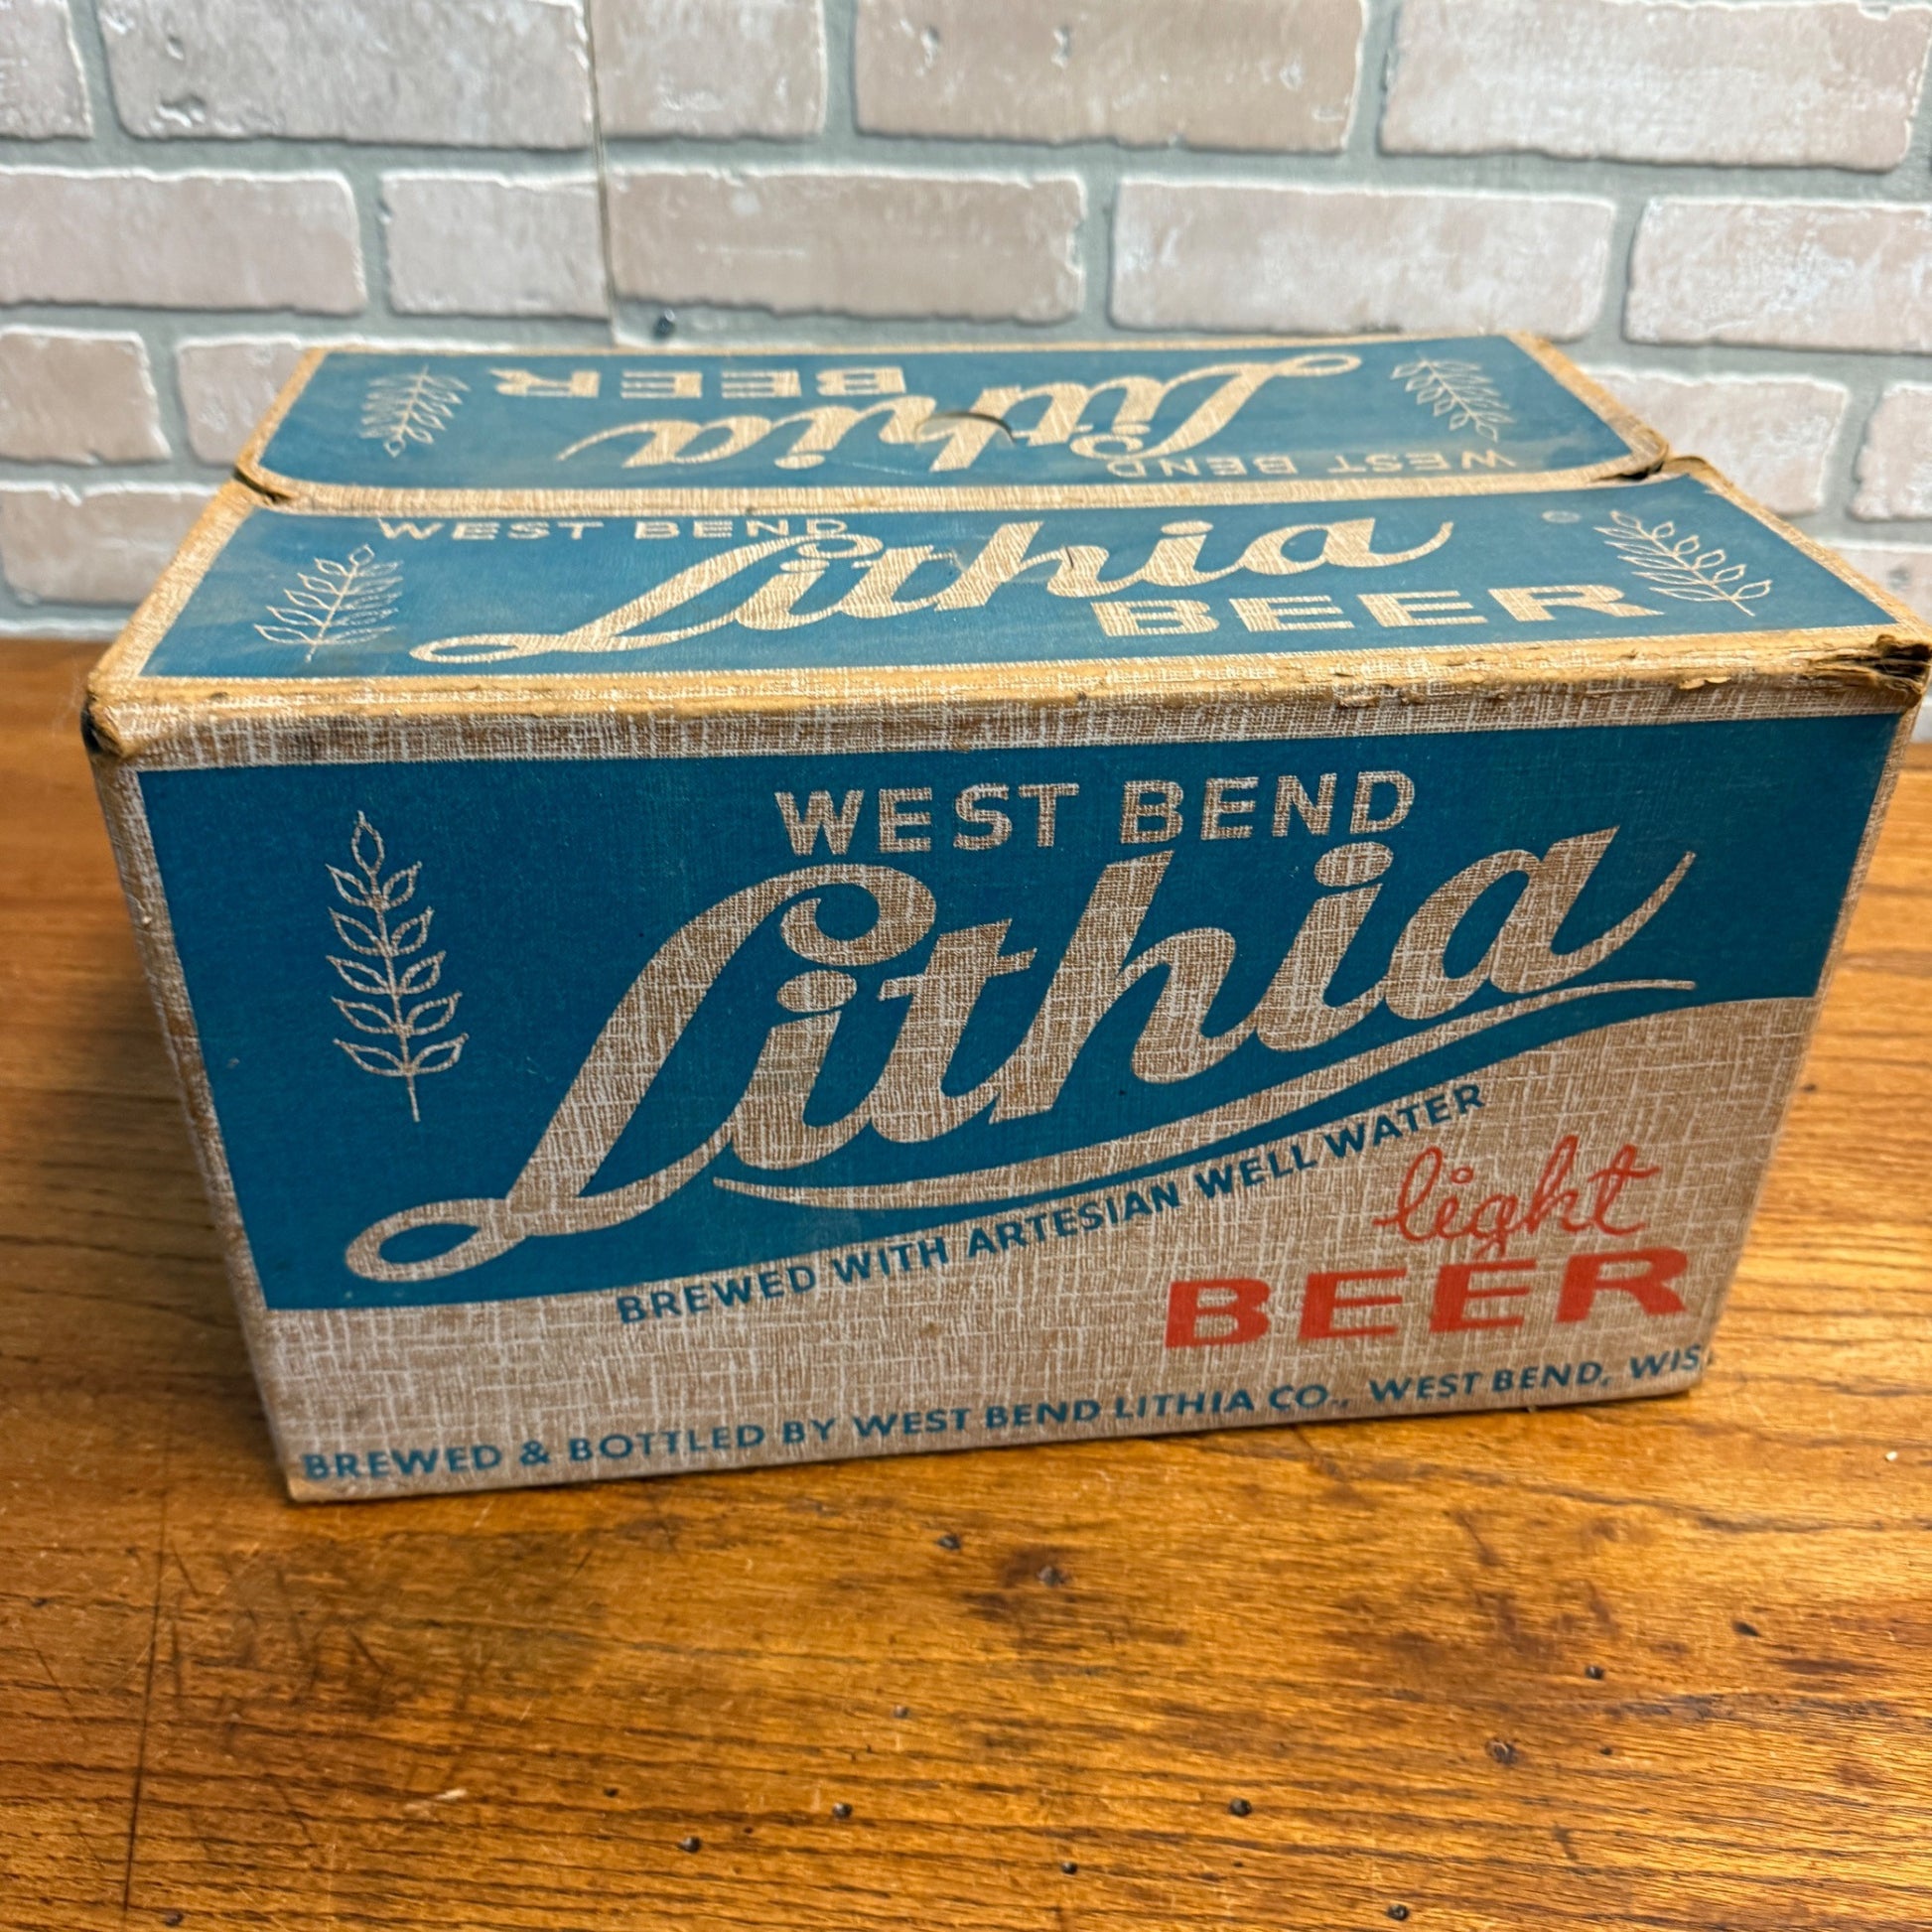 BEER
Lithia
WEST BEND
WEST BEND
Lithia
BEER
WEST BEND
Lithia
BREWED WITH ARTESIAN WELL WATER
light
BEER
BREWED & BOTTLED BY WEST BEND LITHIA CO., WEST BEND, WIS.